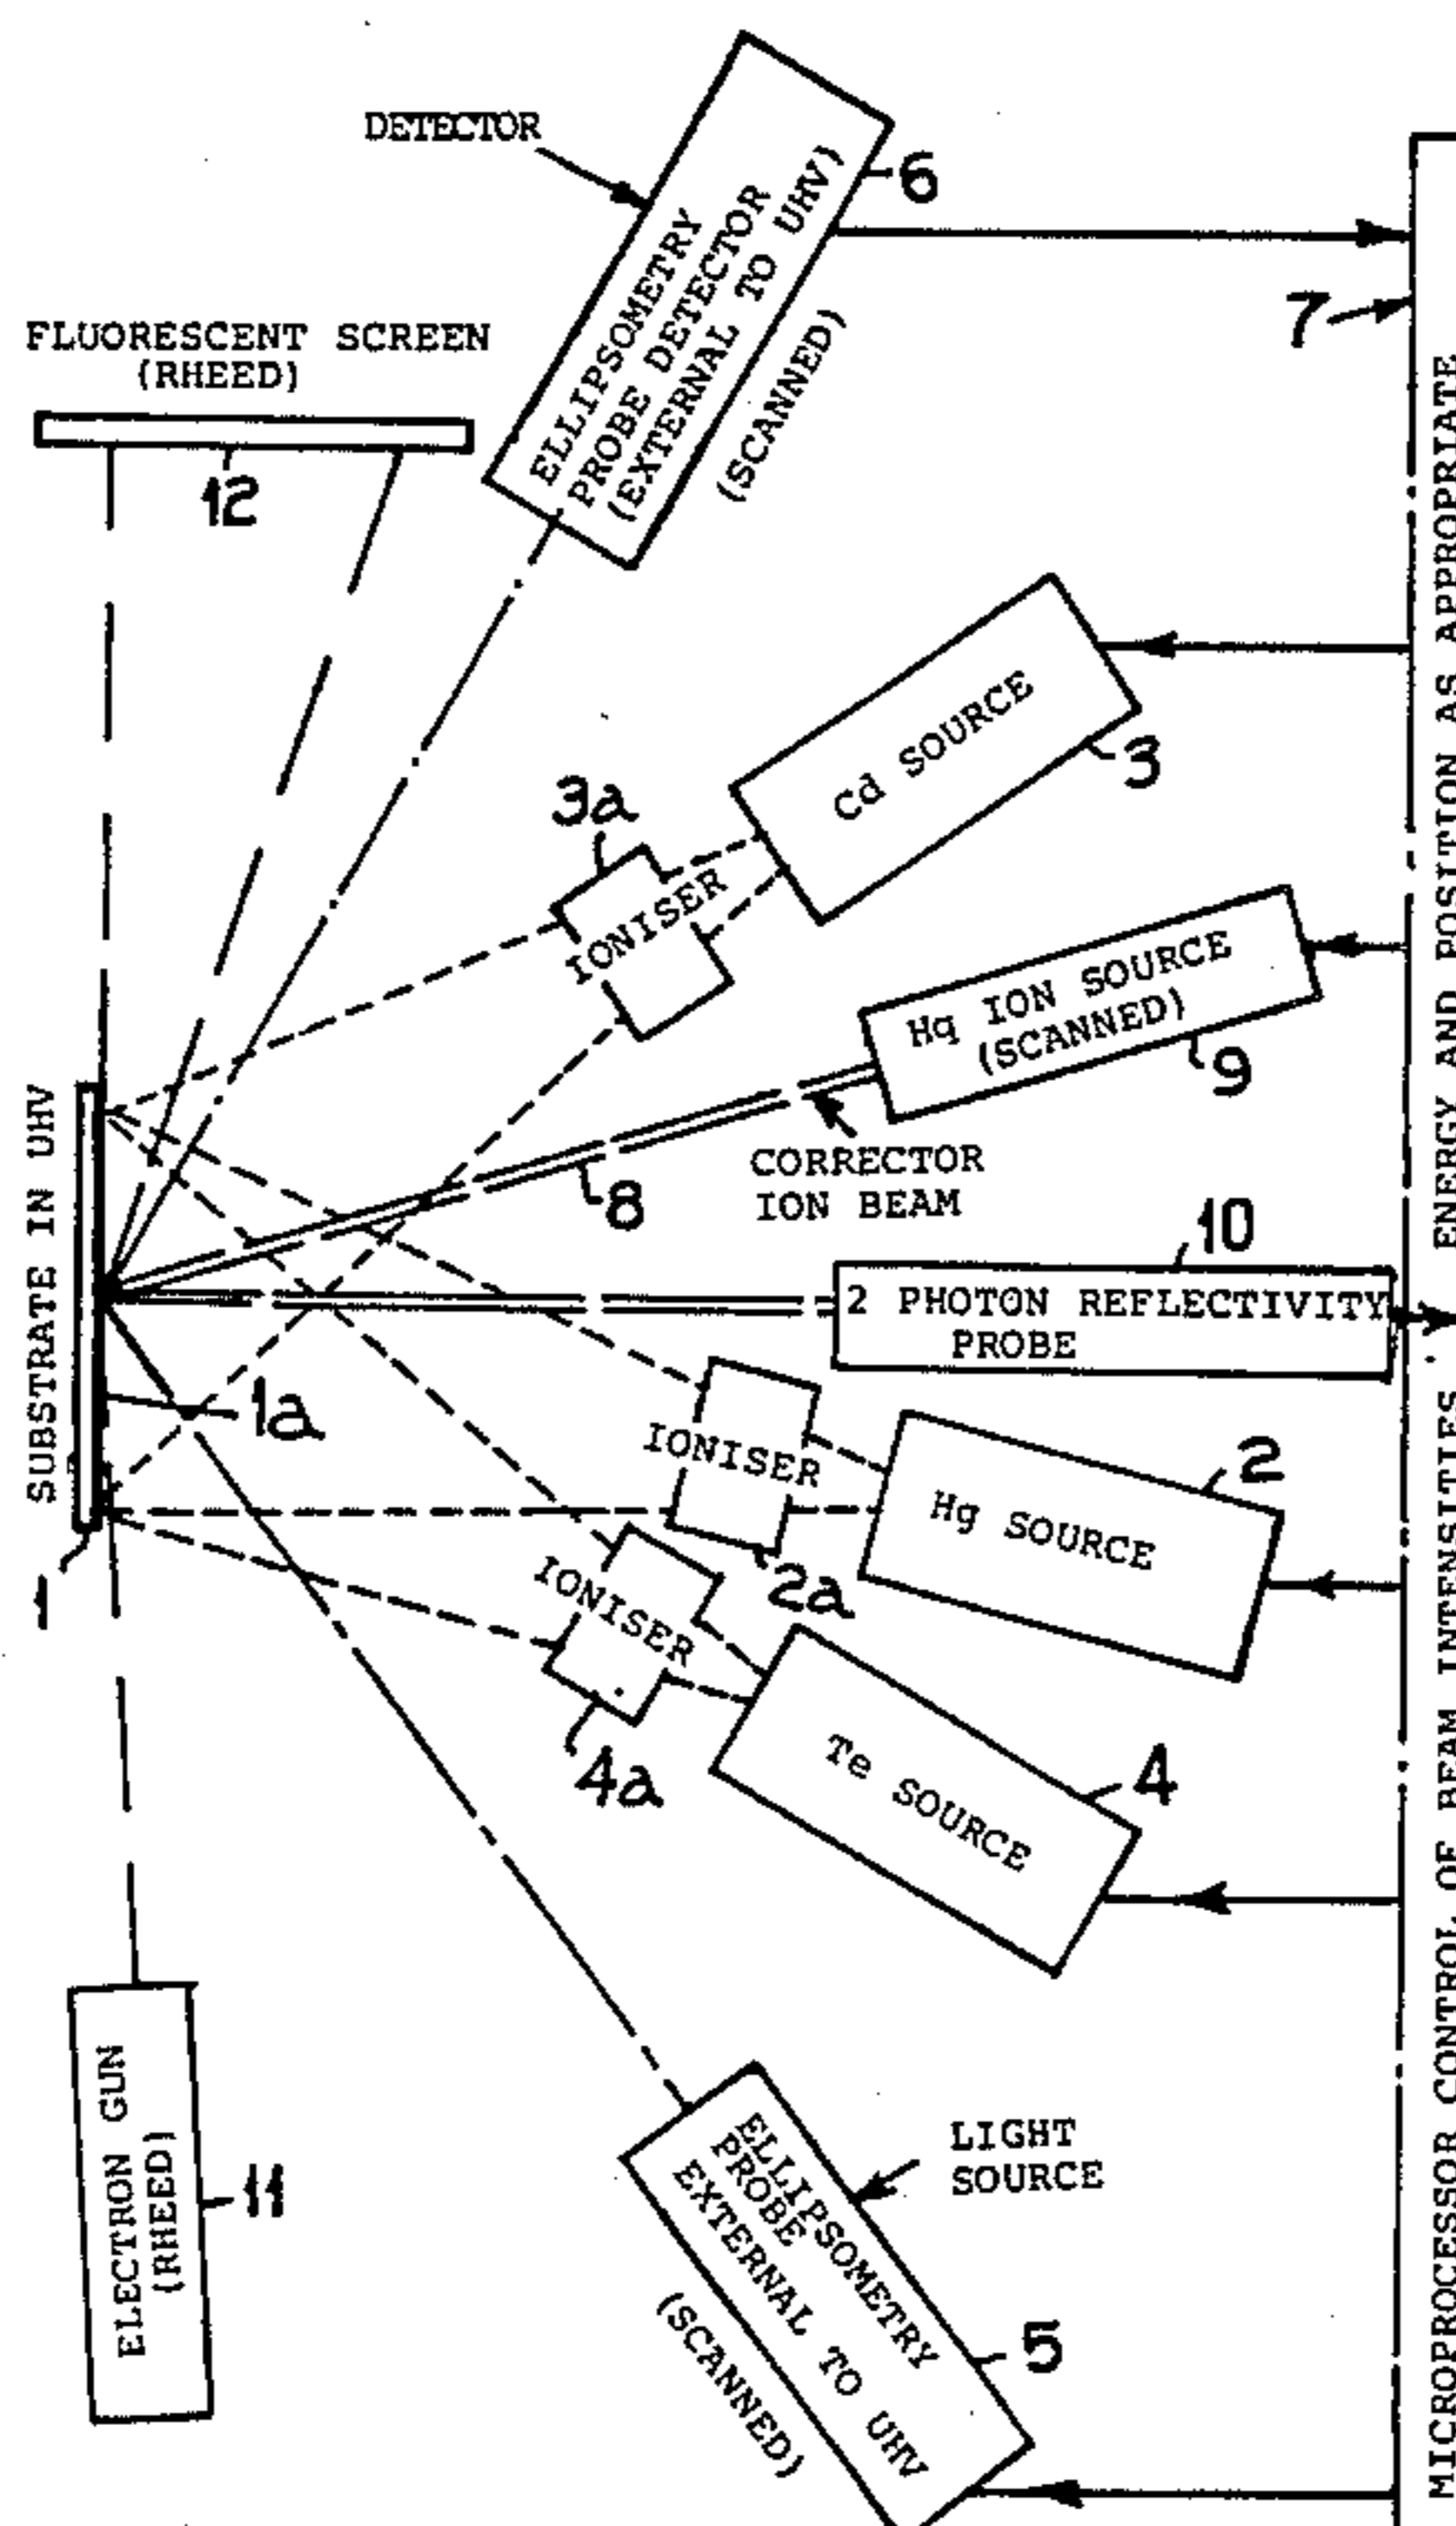 DETECTOR
6
ELLIPSOMETRY
PROBE DETECTOR
(EXTERNAL TO UHV)
(SCANNED)
7
FLUORESCENT SCREEN
(RHEED)
12
Cd SOURCE
3
3a
IONISER
Hq ION SOURCE
(SCANNED)
9
SUBSTRATE IN UHV
CORRECTOR
ION BEAM
8
10
2 PHOTON REFLECTIVITY
PROBE
1a
IONISER
2
Hg SOURCE
2a
1
IONISER
4a
Te SOURCE
4
ELECTRON GUN
(RHEED)
11
LIGHT
SOURCE
ELLIPSOMETRY
PROBE
EXTERNAL TO UHV
(SCANNED)
5
MICROPROCESSOR CONTROL OF BEAM INTENSITIES, ENERGY AND POSITION AS APPROPRIATE